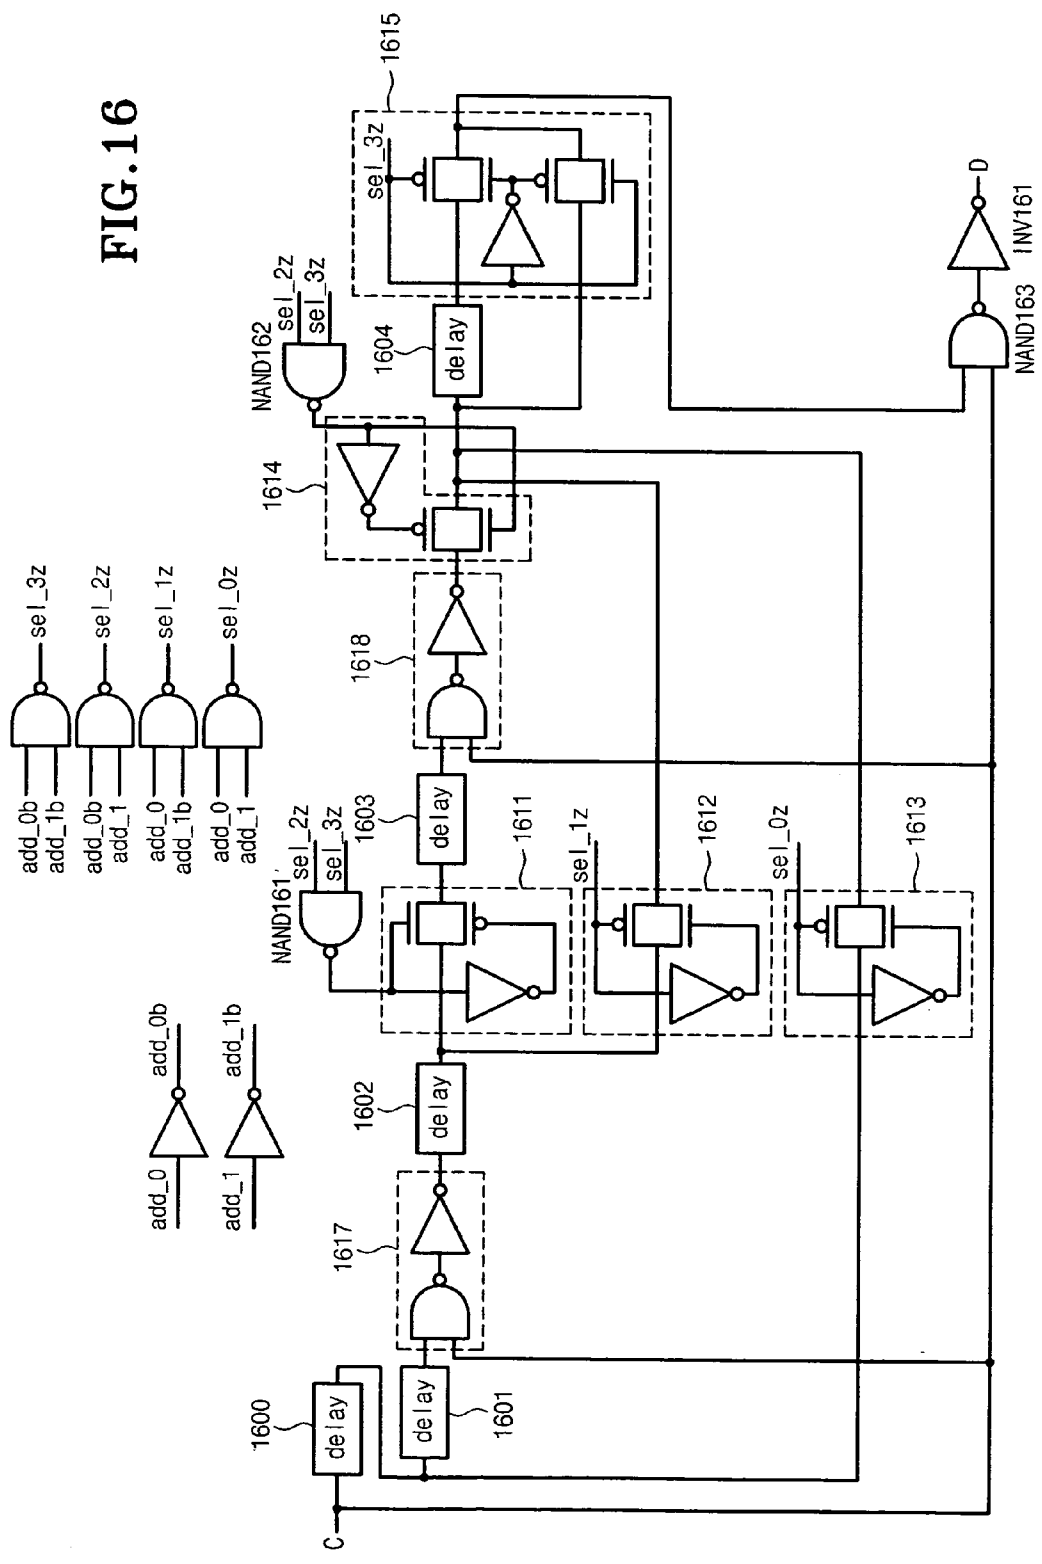 FIG.16
add_0
add_0b
add_1
add_1b
add_0b
add_1b
sel_3z
add_0b
add_1
sel_2z
add_0
add_1b
sel_1z
add_0
add_1
sel_0z
C
1600
delay
delay
1601
1617
1602
delay
NAND161
sel_2z
sel_3z
1603
delay
1611
sel_1z
1612
sel_0z
1613
1618
1614
NAND162
sel_2z
sel_3z
1604
delay
sel_3z
1615
NAND163
INV161
D